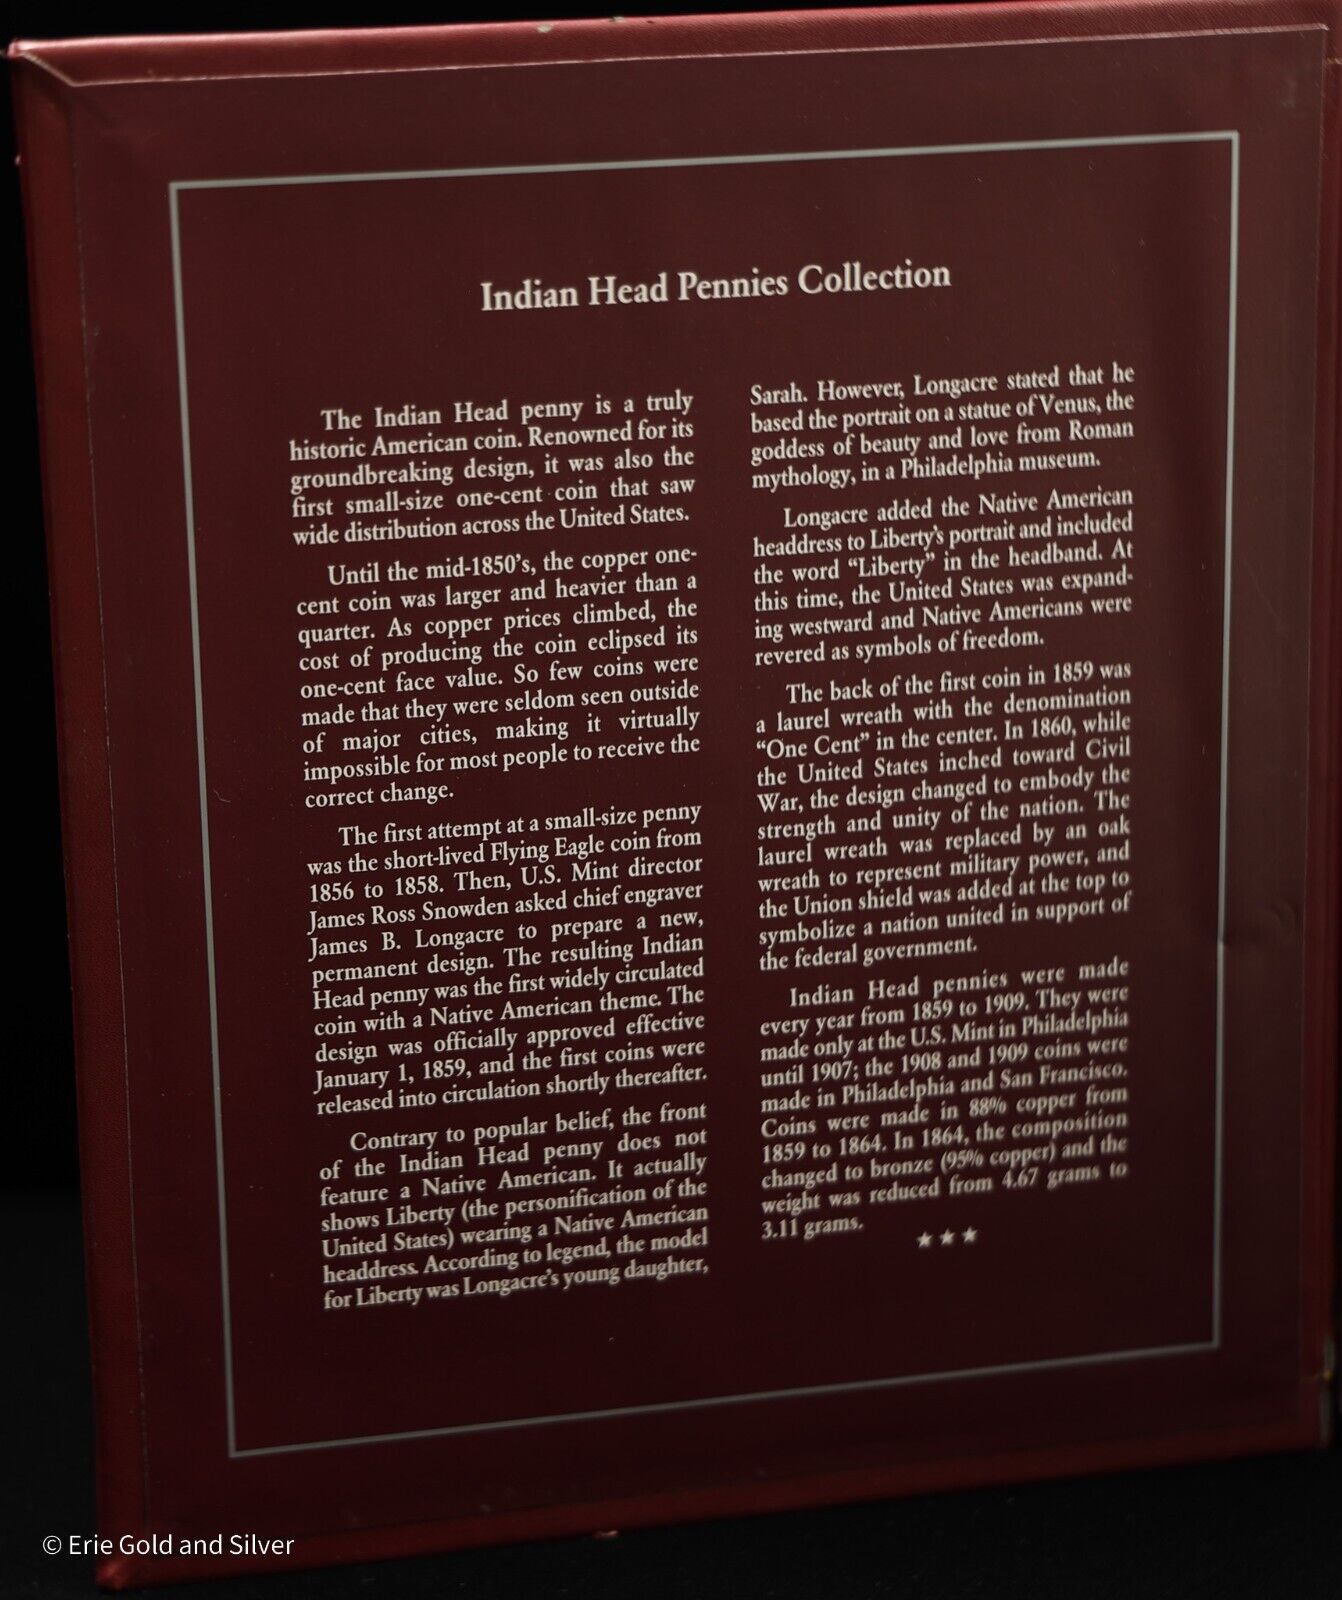 Indian Head Pennies Collection
The Indian Head penny is a truly
historic American coin. Renowned for its
groundbreaking design, it was also the
first small-size one-cent coin that saw
wide distribution across the United States.
Until the mid-1850's, the copper one-
cent coin was larger and heavier than a
quarter. As copper prices climbed, the
cost of producing the coin eclipsed its
one-cent face value. So few coins were
made that they were seldom seen outside
of major cities, making it virtually
impossible for most people to receive the
correct change.
The first attempt at a small-size penny
was the short-lived Flying Eagle coin from
1856 to 1858. Then, U.S. Mint director
James Ross Snowden asked chief engraver
James B. Longacre to prepare a new,
permanent design. The resulting Indian
Head penny was the first widely circulated
coin with a Native American theme. The
design was officially approved effective
January 1, 1859, and the first coins were
released into circulation shortly thereafter.
Contrary to popular belief, the front
of the Indian Head penny does not
feature a Native American. It actually
shows Liberty (the personification of the
United States) wearing a Native American
headdress. According to legend, the model
for Liberty was Longacre's young daughter,
Sarah. However, Longacre stated that he
based the portrait on a statue of Venus, the
goddess of beauty and love from Roman
mythology, in a Philadelphia museum.
Longacre added the Native American
headdress to Liberty's portrait and included
the word "Liberty" in the headband. At
this time, the United States was expand-
ing westward and Native Americans were
revered as symbols of freedom.
The back of the first coin in 1859 was
a laurel wreath with the denomination
"One Cent" in the center. In 1860, while
the United States inched toward Civil
War, the design changed to embody the
strength and unity of the nation. The
laurel wreath was replaced by an oak
wreath to represent military power, and
the Union shield was added at the top to
symbolize a nation united in support of
the federal government.
Indian Head pennies were made
every year from 1859 to 1909. They were
made only at the U.S. Mint in Philadelphia
until 1907; the 1908 and 1909 coins were
made in Philadelphia and San Francisco.
Coins were made in 88% copper from
1859 to 1864. In 1864, the composition
changed to bronze (95% copper) and the
weight was reduced from 4.67 grams to
3.11 grams.
★ ★ ★
© Erie Gold and Silver